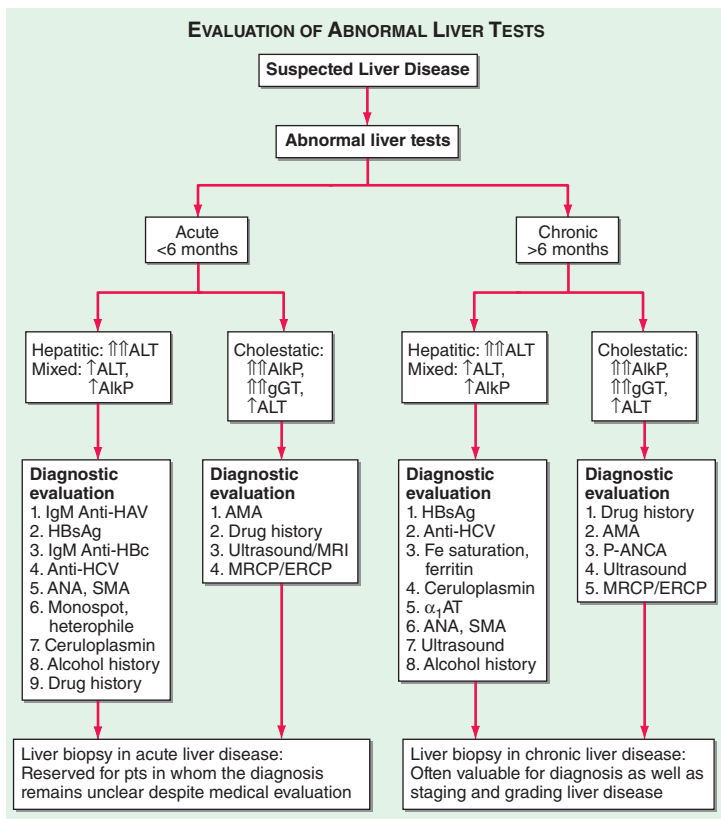 EVALUATION OF ABNORMAL LIVER TESTS
Suspected Liver Disease
Abnormal liver tests
Acute
<6 months
Chronic
>6 months
Hepatitic: ⇑⇑ALT
Mixed: ↑ALT,
↑AlkP
Cholestatic:
⇑⇑AlkP,
⇑⇑gGT,
↑ALT
Hepatitic: ⇑⇑ALT
Mixed: ↑ALT,
↑AlkP
Cholestatic:
⇑⇑AlkP,
⇑⇑gGT,
↑ALT
Diagnostic
evaluation
1. IgM Anti-HAV
2. HBsAg
3. IgM Anti-HBc
4. Anti-HCV
5. ANA, SMA
6. Monospot,
heterophile
7. Ceruloplasmin
8. Alcohol history
9. Drug history
Diagnostic
evaluation
1. AMA
2. Drug history
3. Ultrasound/MRI
4. MRCP/ERCP
Diagnostic
evaluation
1. HBsAg
2. Anti-HCV
3. Fe saturation,
ferritin
4. Ceruloplasmin
5. α₁AT
6. ANA, SMA
7. Ultrasound
8. Alcohol history
Diagnostic
evaluation
1. Drug history
2. AMA
3. P-ANCA
4. Ultrasound
5. MRCP/ERCP
Liver biopsy in acute liver disease:
Reserved for pts in whom the diagnosis
remains unclear despite medical evaluation
Liver biopsy in chronic liver disease:
Often valuable for diagnosis as well as
staging and grading liver disease